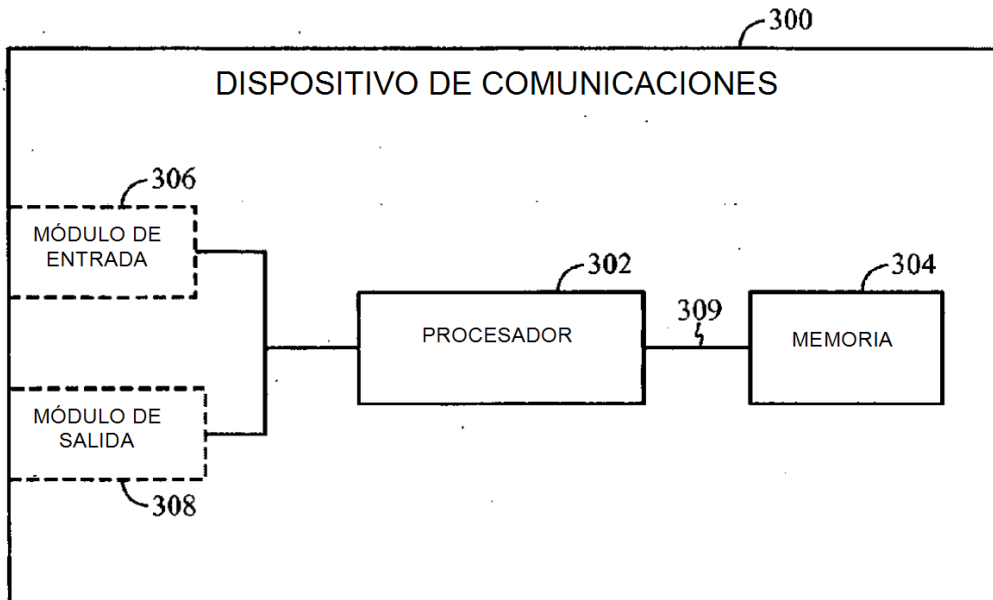 300
DISPOSITIVO DE COMUNICACIONES
306
MÓDULO DE
ENTRADA
302
PROCESADOR
309
304
MEMORIA
MÓDULO DE
SALIDA
308